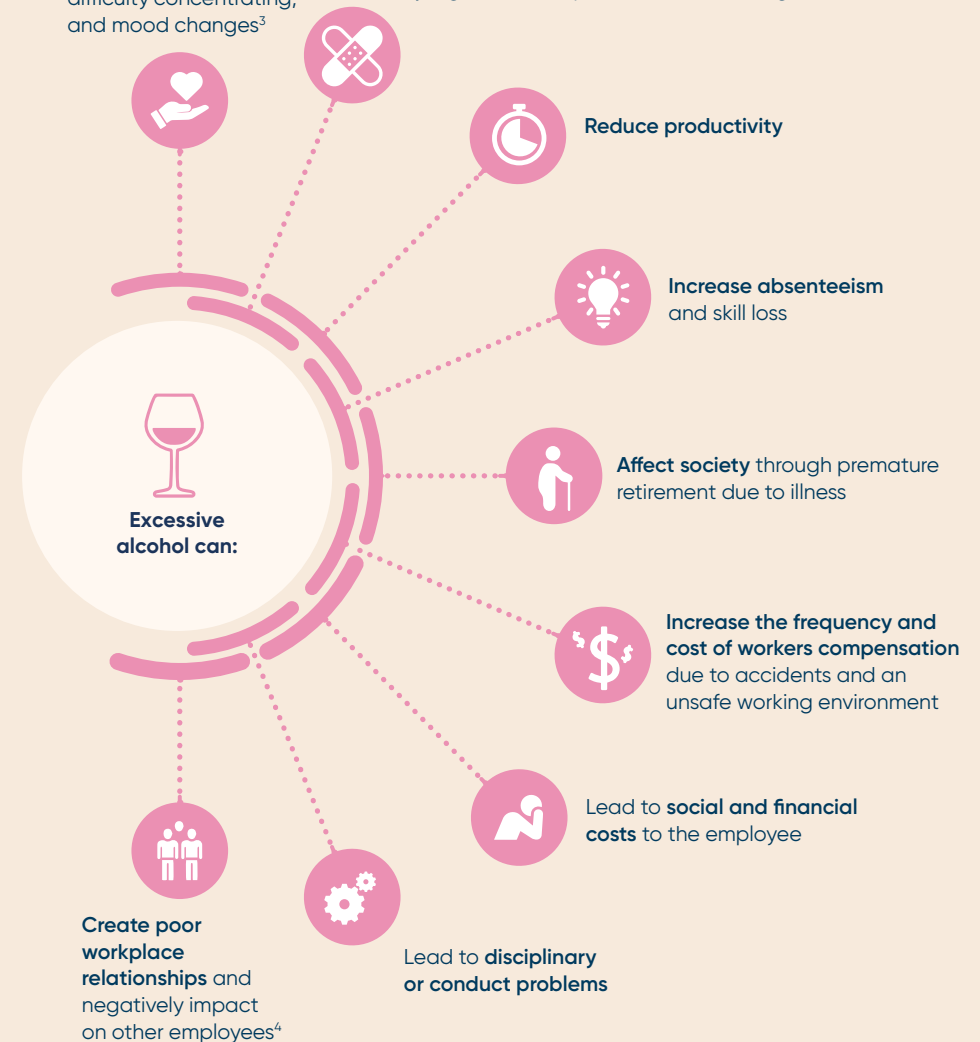 difficulty concentrating,
and mood changes³
Reduce productivity
Increase absenteeism
and skill loss
Excessive
alcohol can:
Affect society through premature
retirement due to illness
Increase the frequency and
cost of workers compensation
due to accidents and an
unsafe working environment
Lead to social and financial
costs to the employee
Create poor
workplace
relationships and
negatively impact
on other employees⁴
Lead to disciplinary
or conduct problems